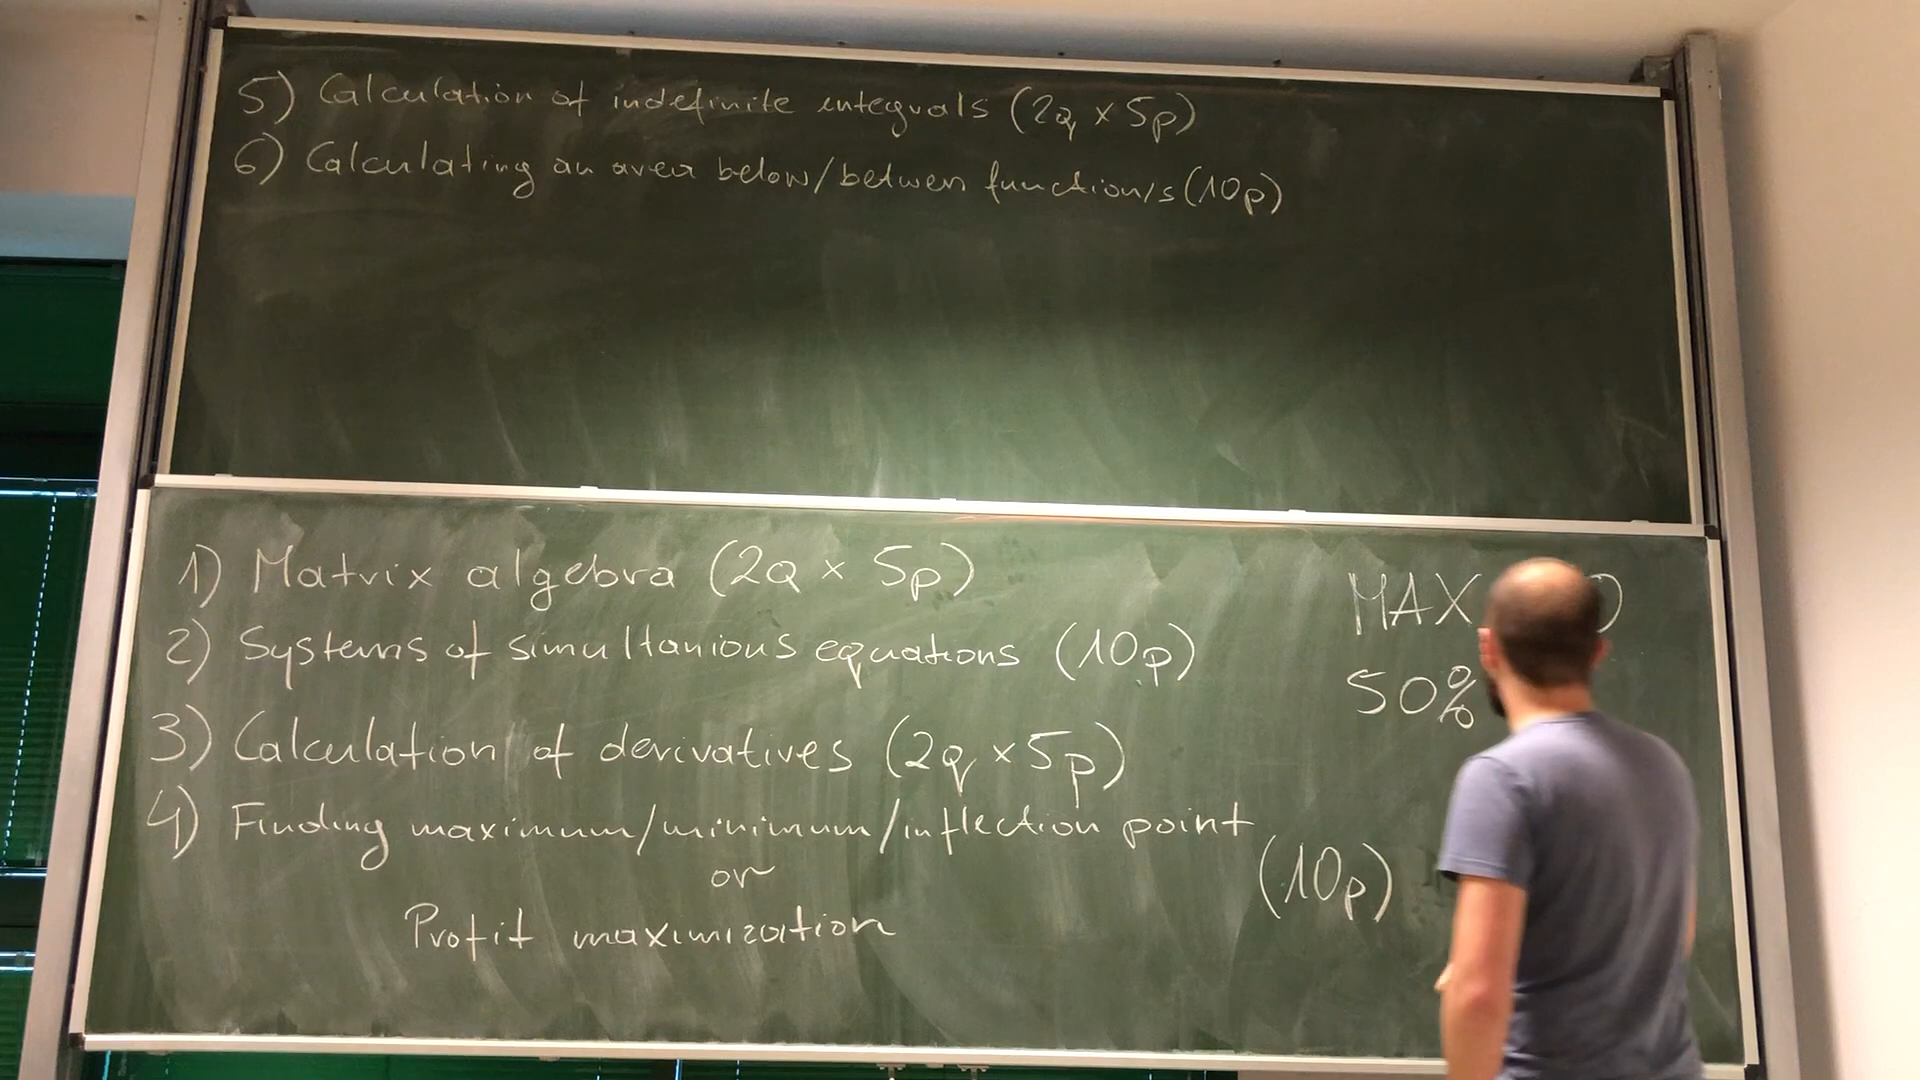 5) Calculation of indefinite integrals (2q x 5p)
6) Calculating an area below/betwen function/s (10p)
1) Matrix algebra (2Q x 5p)
2) Systems of simultanious equations (10p)
3) Calculation of derivatives (2q x 5p)
4) Finding maximum/minimum/inflection point
or
Profit maximization
(10p)
MAX
50%